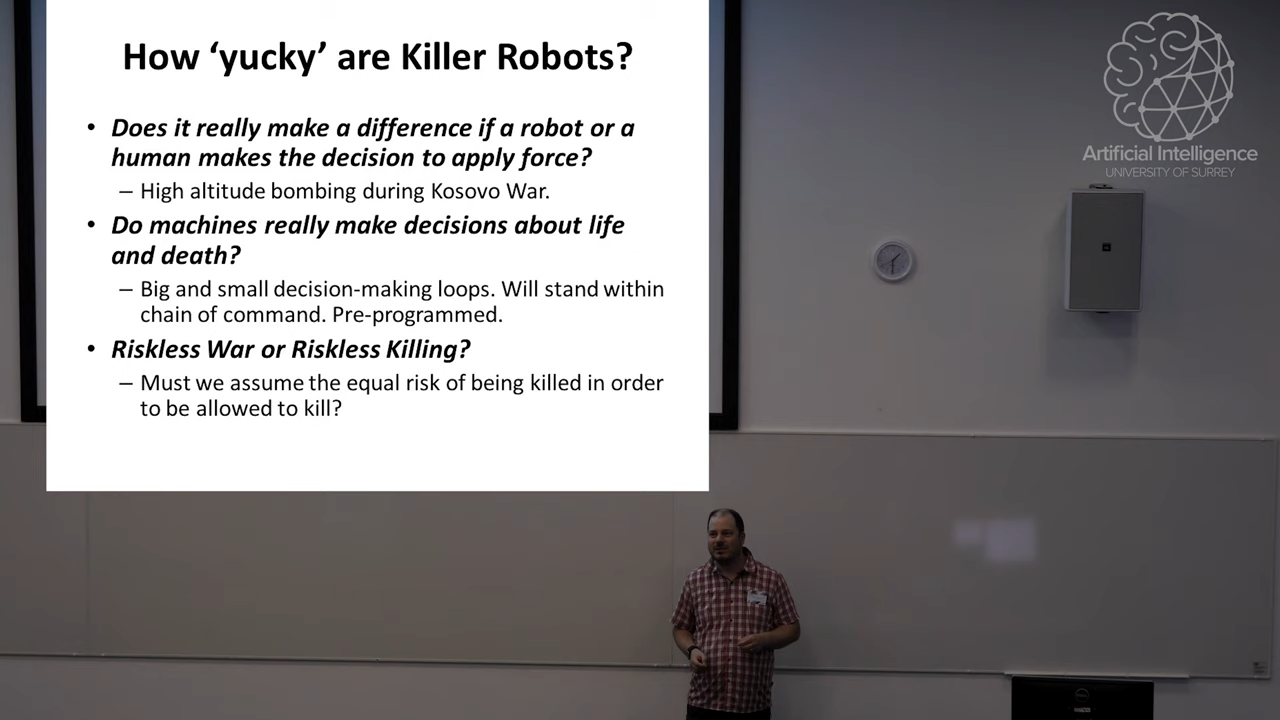 How ‘yucky’ are Killer Robots?
• Does it really make a difference if a robot or a
human makes the decision to apply force?
– High altitude bombing during Kosovo War.
• Do machines really make decisions about life
and death?
– Big and small decision-making loops. Will stand within
chain of command. Pre-programmed.
• Riskless War or Riskless Killing?
– Must we assume the equal risk of being killed in order
to be allowed to kill?
Artificial Intelligence
UNIVERSITY OF SURREY